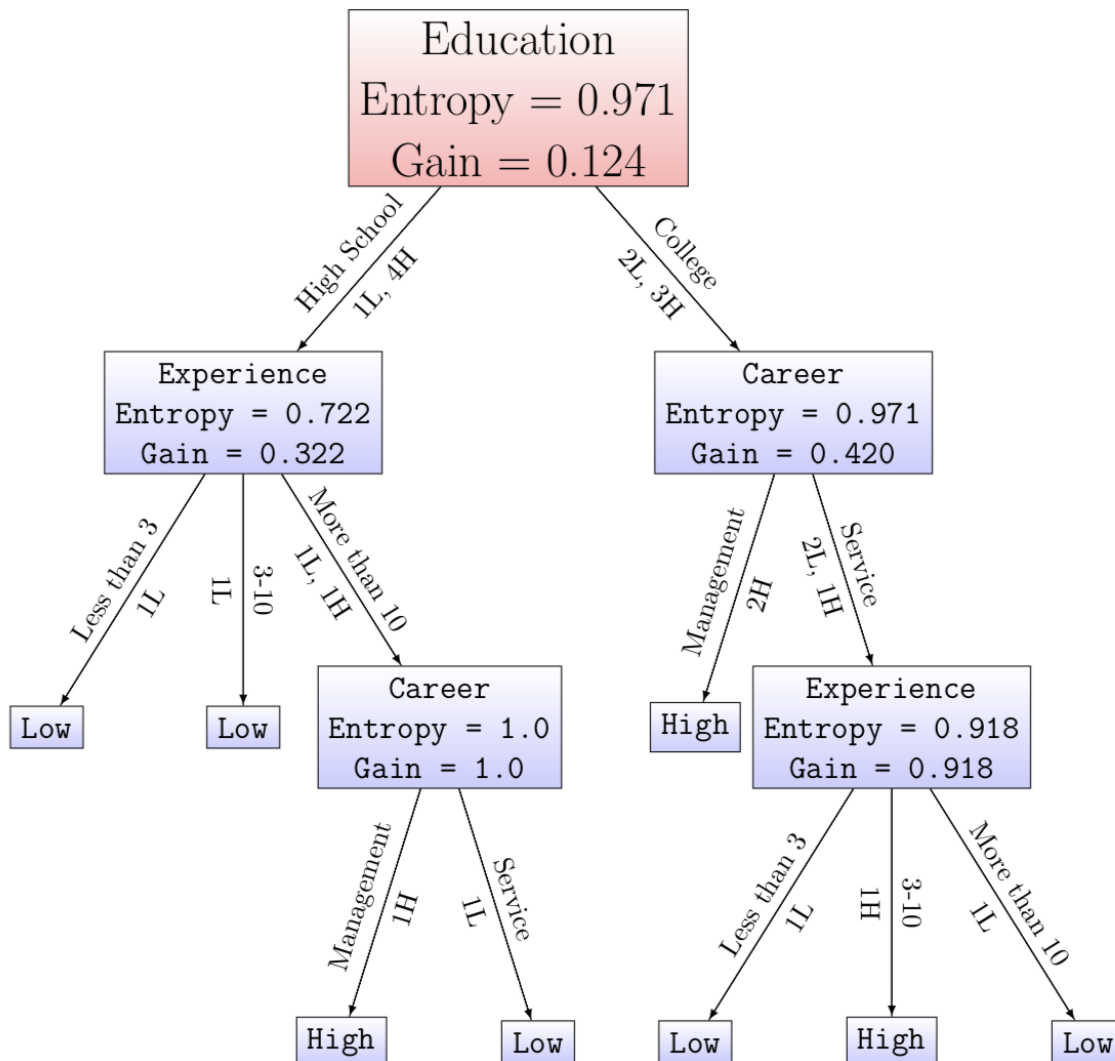 Education
Entropy = 0.971
Gain = 0.124
High School
1L, 4H
College
2L, 3H
Experience
Entropy = 0.722
Gain = 0.322
Career
Entropy = 0.971
Gain = 0.420
Less than 3
1L
3-10
1L
More than 10
1L, 1H
Management
2H
Service
2L, 1H
Low
Low
Career
Entropy = 1.0
Gain = 1.0
High
Experience
Entropy = 0.918
Gain = 0.918
Management
1H
Service
1L
Less than 3
1L
3-10
1H
More than 10
1L
High
Low
Low
High
Low